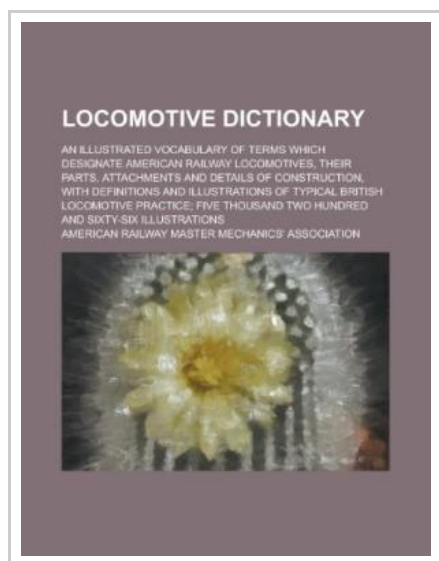 LOCOMOTIVE DICTIONARY
AN ILLUSTRATED VOCABULARY OF TERMS WHICH
DESIGNATE AMERICAN RAILWAY LOCOMOTIVES, THEIR
PARTS, ATTACHMENTS AND DETAILS OF CONSTRUCTION,
WITH DEFINITIONS AND ILLUSTRATIONS OF TYPICAL BRITISH
LOCOMOTIVE PRACTICE; FIVE THOUSAND TWO HUNDRED
AND SIXTY-SIX ILLUSTRATIONS
AMERICAN RAILWAY MASTER MECHANICS' ASSOCIATION